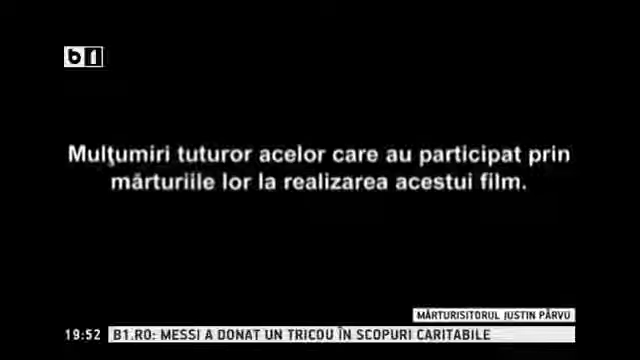 b1
Mulţumiri tuturor acelor care au participat prin
mărturiile lor la realizarea acestui film.
MĂRTURISITORUL JUSTIN PÂRVU
19:52 B1.RO: MESSI A DONAT UN TRICOU ÎN SCOPURI CARITABILE